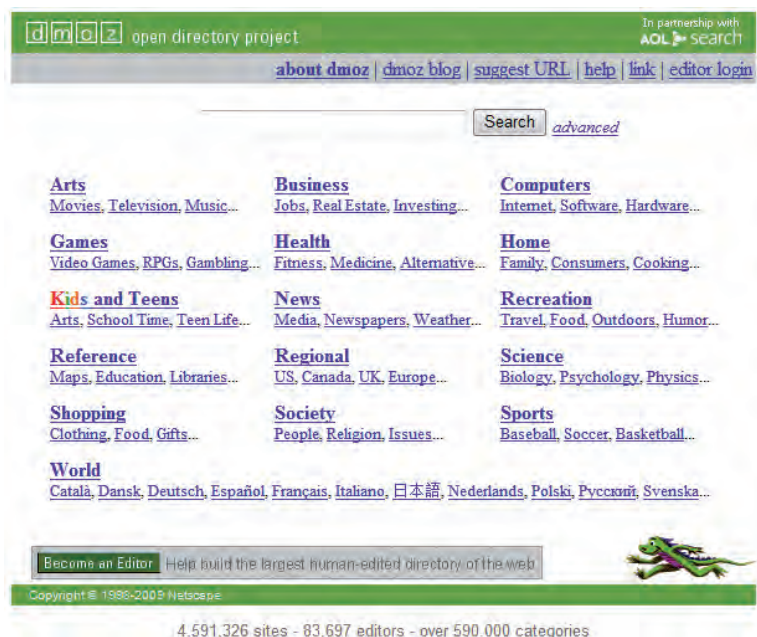 dmoz open directory project
In partnership with
AOL search
about dmoz | dmoz blog | suggest URL | help | link | editor login
Search advanced
Arts
Movies, Television, Music...
Business
Jobs, Real Estate, Investing...
Computers
Internet, Software, Hardware...
Games
Video Games, RPGs, Gambling...
Health
Fitness, Medicine, Alternative...
Home
Family, Consumers, Cooking...
Kids and Teens
Arts, School Time, Teen Life...
News
Media, Newspapers, Weather...
Recreation
Travel, Food, Outdoors, Humor...
Reference
Maps, Education, Libraries...
Regional
US, Canada, UK, Europe...
Science
Biology, Psychology, Physics...
Shopping
Clothing, Food, Gifts...
Society
People, Religion, Issues...
Sports
Baseball, Soccer, Basketball...
World
Català, Dansk, Deutsch, Español, Français, Italiano, 日本語, Nederlands, Polski, Русский, Svenska...
Become an Editor Help build the largest human-edited directory of the web
Copyright © 1998-2009 Netscape
4,591,326 sites - 83,697 editors - over 590,000 categories